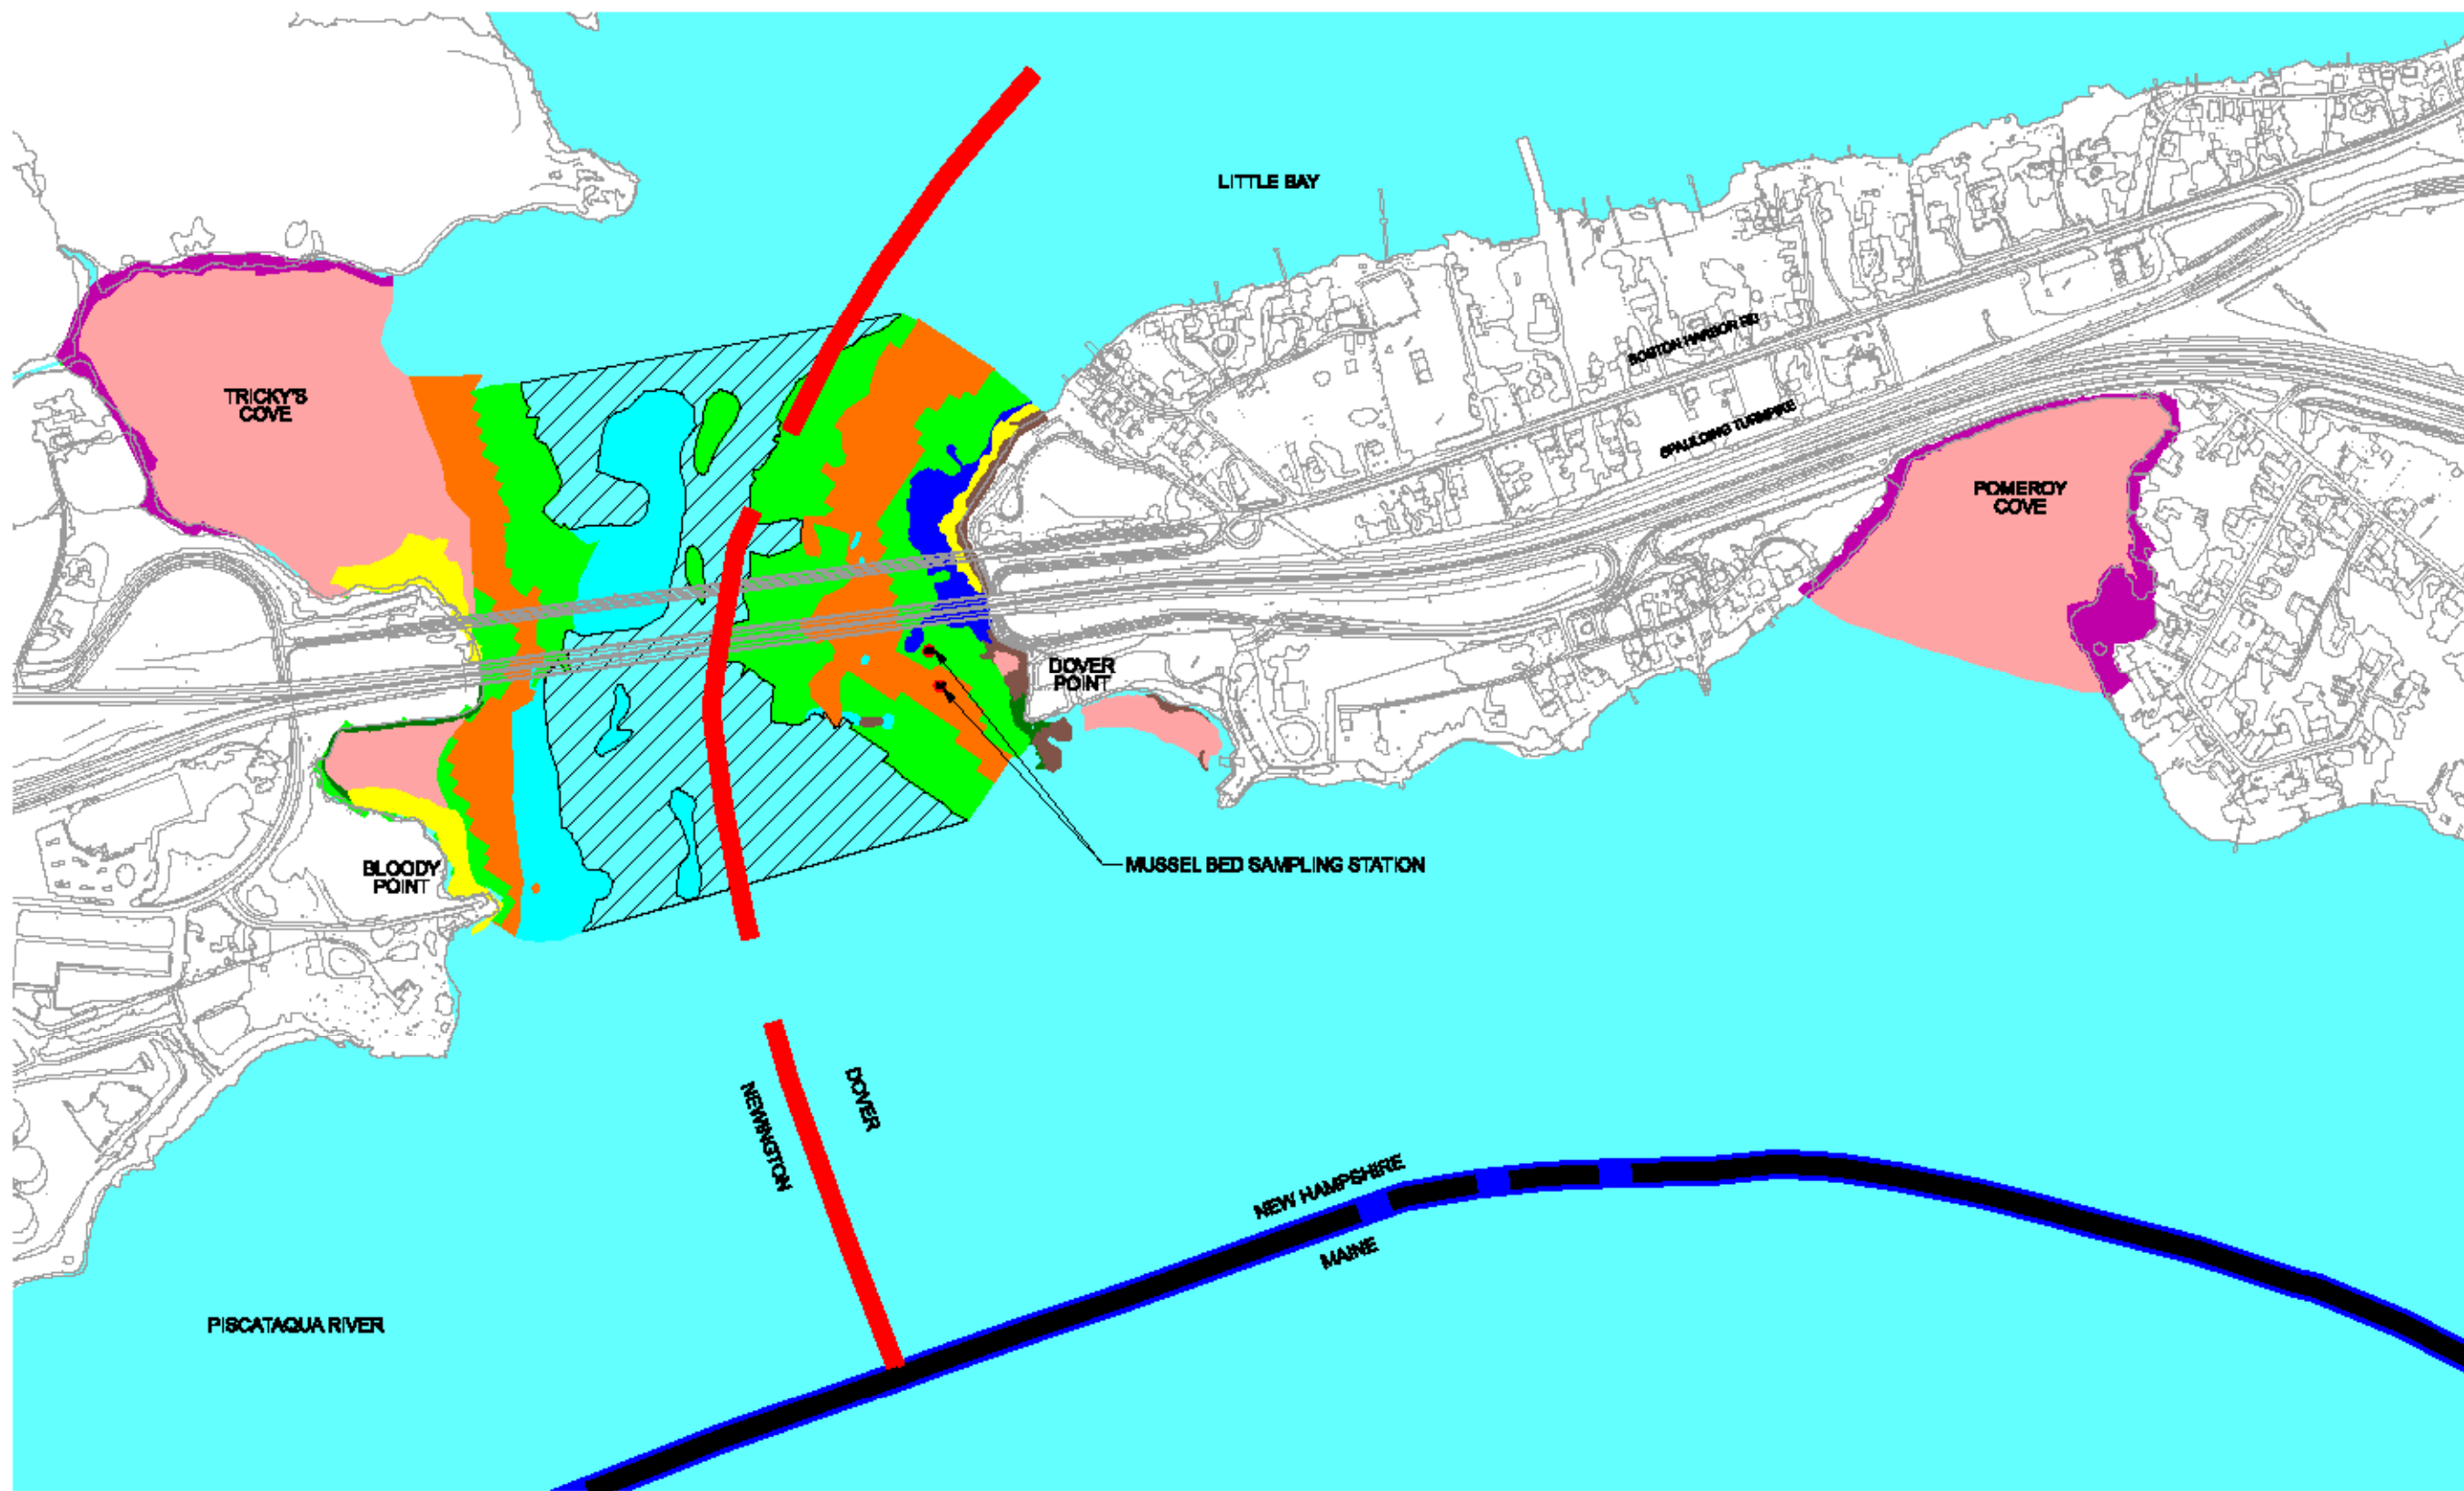 LITTLE BAY
BOSTON HARBOR RD
SPAULDING TURNPIKE
TRICKY'S
COVE
POMEROY
COVE
DOVER
POINT
BLOODY
POINT
MUSSEL BED SAMPLING STATION
NEWINGTON
DOVER
NEW HAMPSHIRE
MAINE
PISCATAQUA RIVER